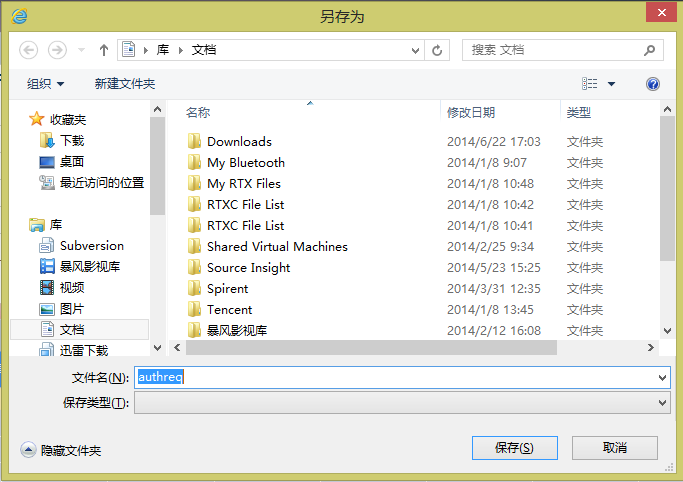 另存为
库 文档
搜索 文档
组织 新建文件夹
名称 修改日期 类型
收藏夹
下载
桌面
最近访问的位置
库
Subversion
暴风影视库
视频
图片
文档
迅雷下载
Downloads 2014/6/22 17:03 文件夹
My Bluetooth 2014/1/8 9:07 文件夹
My RTX Files 2014/1/8 10:48 文件夹
RTXC File List 2014/1/8 10:42 文件夹
RTXC File List 2014/1/8 10:41 文件夹
Shared Virtual Machines 2014/2/25 9:34 文件夹
Source Insight 2014/5/23 15:25 文件夹
Spirent 2014/3/31 12:35 文件夹
Tencent 2014/1/8 13:45 文件夹
暴风影视库 2014/2/12 16:08 文件夹
文件名(N): authreq
保存类型(T):
隐藏文件夹 保存(S) 取消